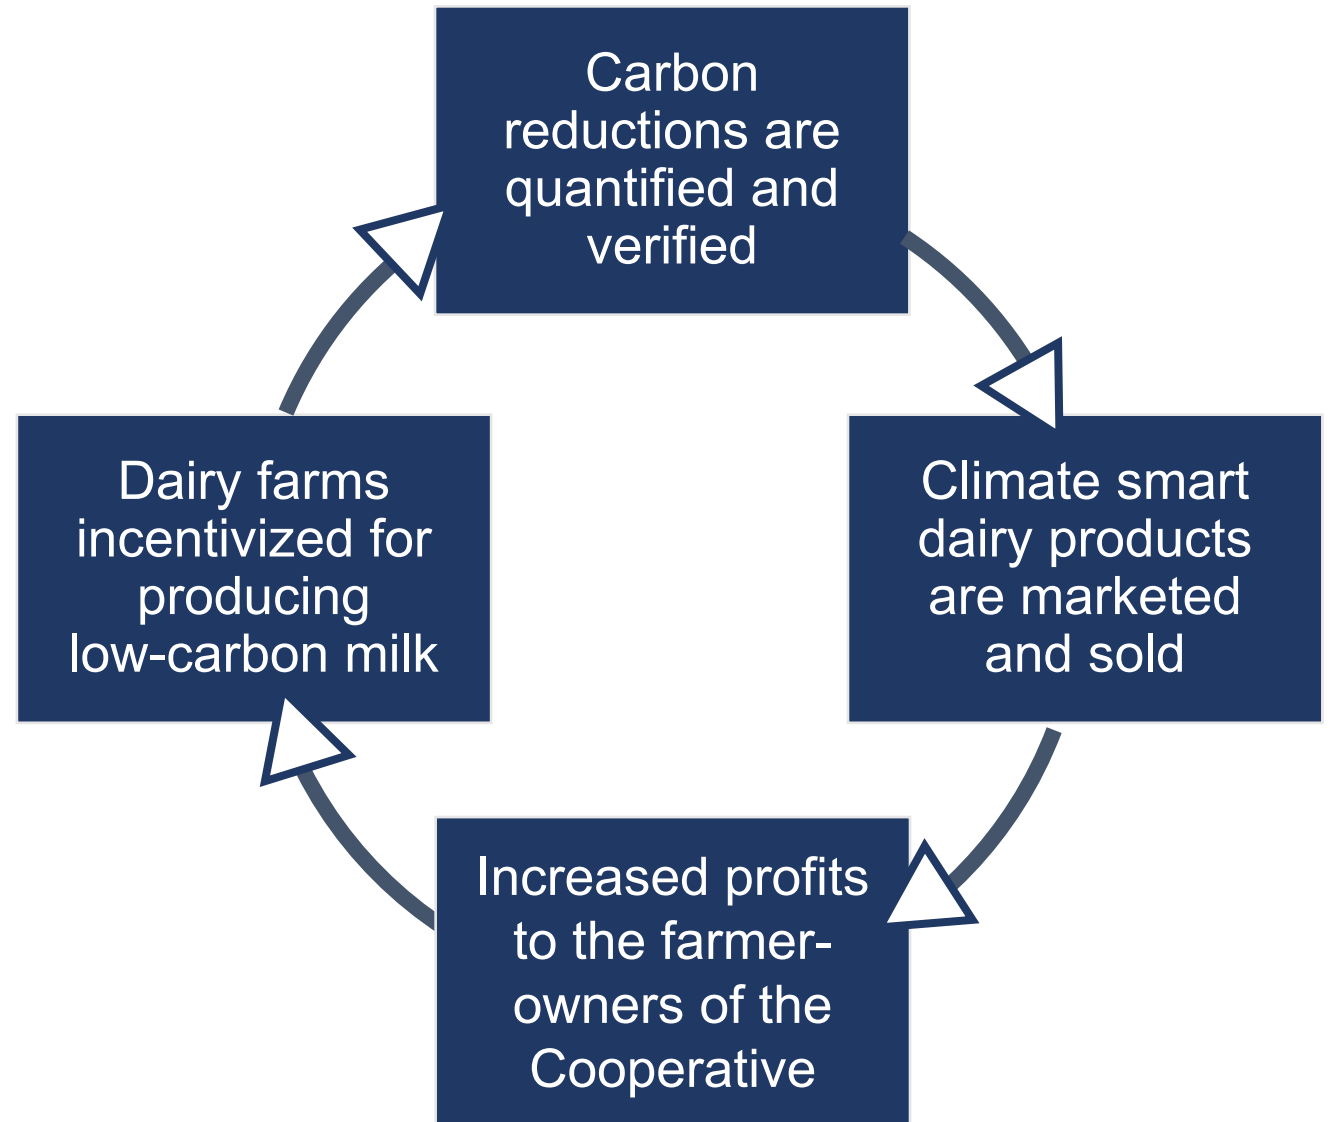 Carbon
reductions are
quantified and
verified
Climate smart
dairy products
are marketed
and sold
Increased profits
to the farmer-
owners of the
Cooperative
Dairy farms
incentivized for
producing
low-carbon milk